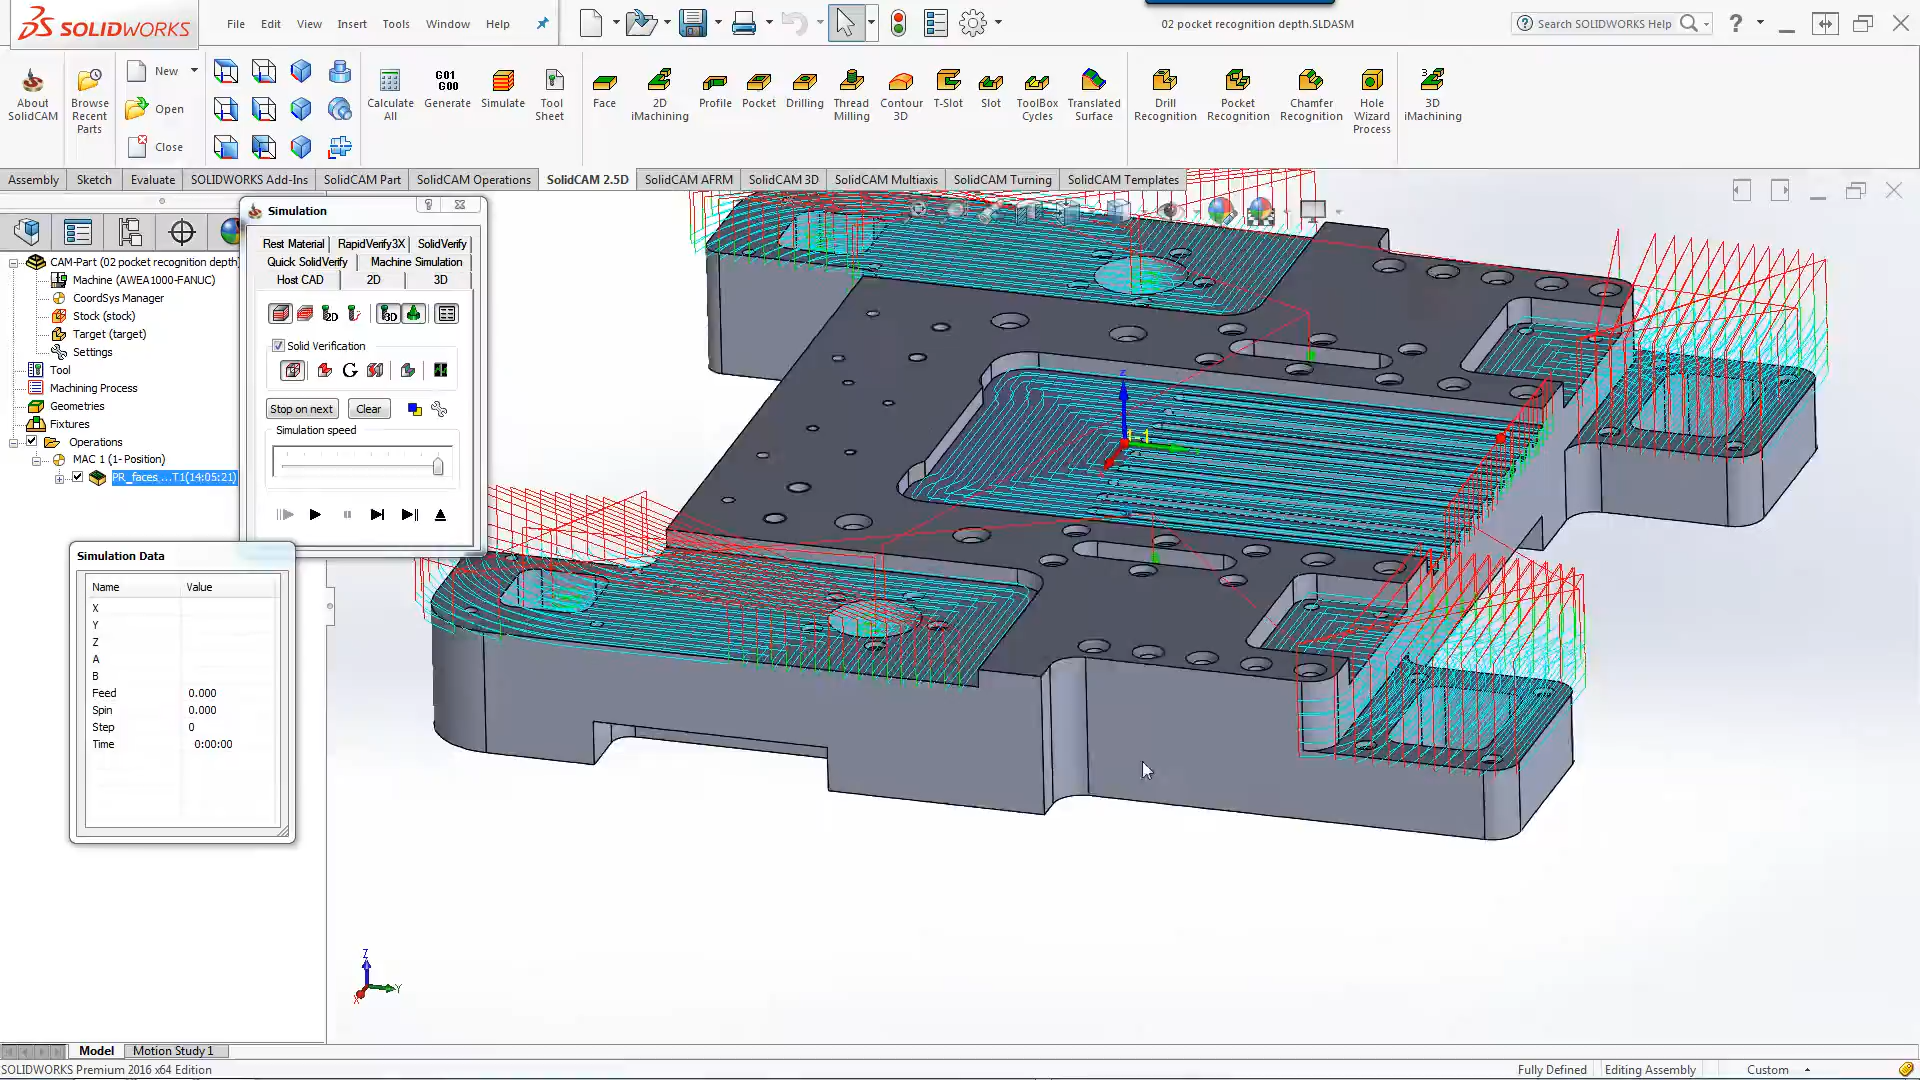 SOLIDWORKS
File Edit View Insert Tools Window Help
02 pocket recognition depth.SLDASM
Search SOLIDWORKS Help
About SolidCAM
Browse Recent Parts
New
Open
Close
Calculate All
G01 G00
Generate
Simulate
Tool Sheet
Face
2D iMachining
Profile
Pocket
Drilling
Thread Milling
Contour 3D
T-Slot
Slot
ToolBox Cycles
Translated Surface
Drill Recognition
Pocket Recognition
Chamfer Recognition
Hole Wizard Process
3D iMachining
Assembly Sketch Evaluate SOLIDWORKS Add-Ins SolidCAM Part SolidCAM Operations SolidCAM 2.5D SolidCAM AFRM SolidCAM 3D SolidCAM Multiaxis SolidCAM Turning SolidCAM Templates
CAM-Part (02 pocket recognition depth
Machine (AWEA1000-FANUC)
CoordSys Manager
Stock (stock)
Target (target)
Settings
Tool
Machining Process
Geometries
Fixtures
Operations
MAC 1 (1- Position)
PR_faces ...T1(14:05:21)
Simulation
Rest Material RapidVerify3X SolidVerify
Quick SolidVerify Machine Simulation
Host CAD 2D 3D
2D
3D
Solid Verification
Stop on next Clear
Simulation speed
Simulation Data
Name Value
X
Y
Z
A
B
Feed 0.000
Spin 0.000
Step 0
Time 0:00:00
Z
Z
Y
X
Model Motion Study 1
SOLIDWORKS Premium 2016 x64 Edition
Fully Defined Editing Assembly Custom